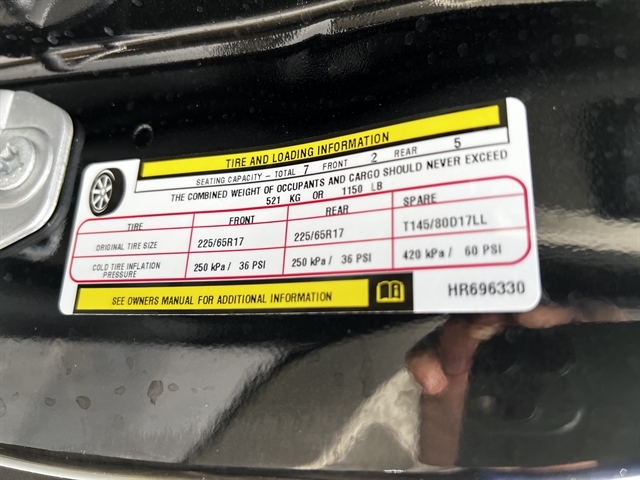 TIRE AND LOADING INFORMATION
SEATING CAPACITY - TOTAL 7 FRONT 2 REAR 5
THE COMBINED WEIGHT OF OCCUPANTS AND CARGO SHOULD NEVER EXCEED
521 KG OR 1150 LB
TIRE FRONT REAR SPARE
ORIGINAL TIRE SIZE 225/65R17 225/65R17 T145/80D17LL
COLD TIRE INFLATION PRESSURE 250 kPa / 36 PSI 250 kPa / 36 PSI 420 kPa / 60 PSI
SEE OWNERS MANUAL FOR ADDITIONAL INFORMATION
HR696330